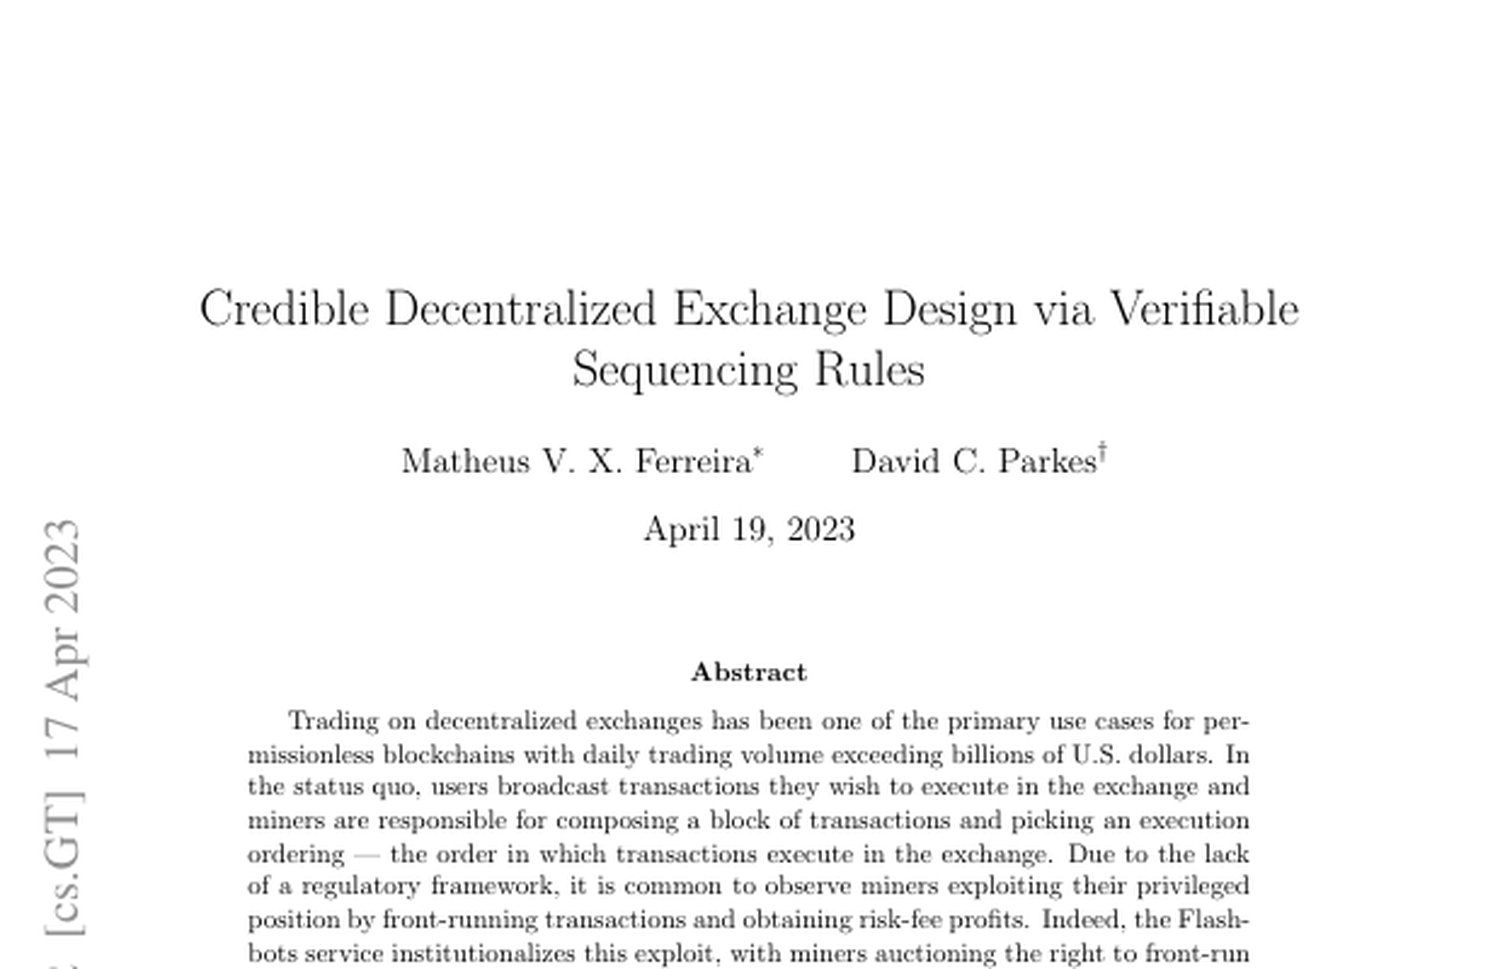 Credible Decentralized Exchange Design via Verifiable
Sequencing Rules
Matheus V. X. Ferreira* David C. Parkes†
April 19, 2023
Abstract
Trading on decentralized exchanges has been one of the primary use cases for per-
missionless blockchains with daily trading volume exceeding billions of U.S. dollars. In
the status quo, users broadcast transactions they wish to execute in the exchange and
miners are responsible for composing a block of transactions and picking an execution
ordering — the order in which transactions execute in the exchange. Due to the lack
of a regulatory framework, it is common to observe miners exploiting their privileged
position by front-running transactions and obtaining risk-fee profits. Indeed, the Flash-
bots service institutionalizes this exploit, with miners auctioning the right to front-run
[cs.GT] 17 Apr 2023